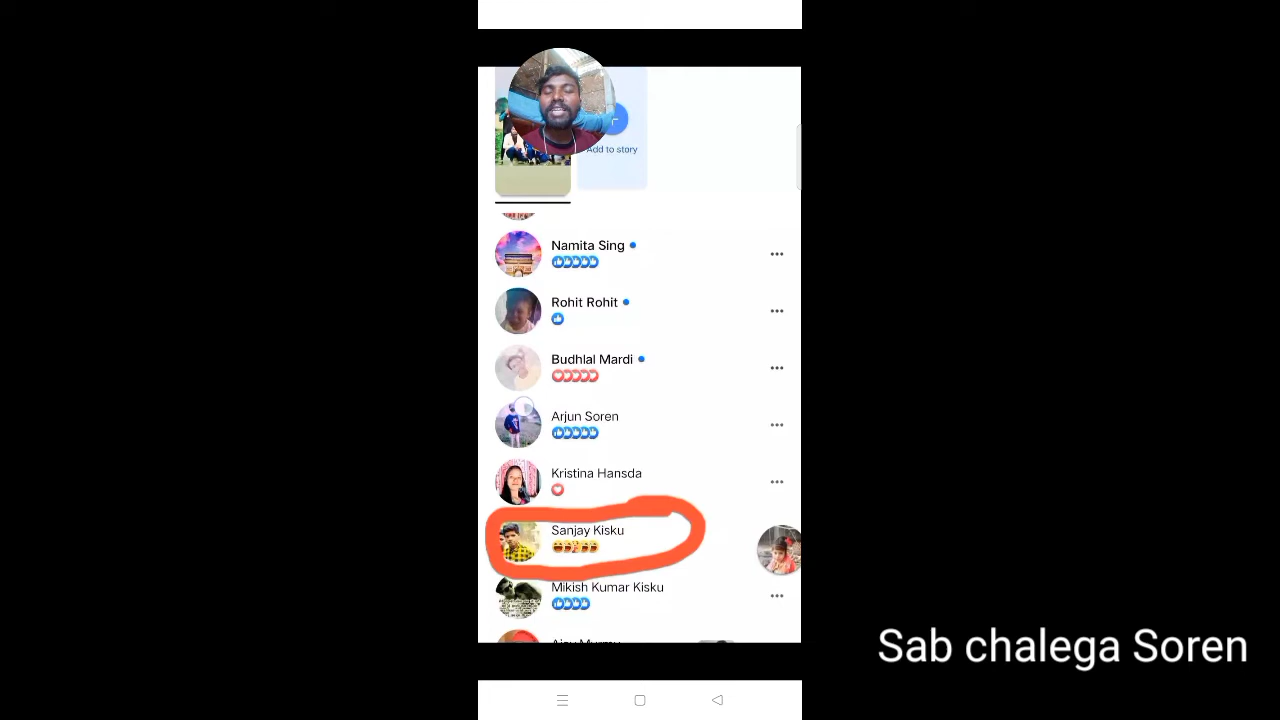 Add to story
Namita Sing
Rohit Rohit
Budhlal Mardi
Arjun Soren
Kristina Hansda
Sanjay Kisku
Mikish Kumar Kisku
Sab chalega Soren